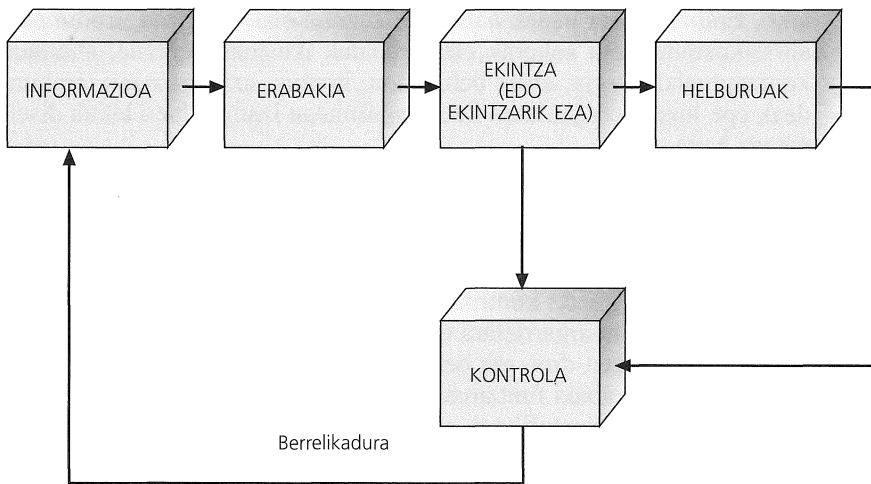 INFORMAZIOA
ERABAKIA
EKINTZA
(EDO
EKINTZARIK EZA)
HELBURUAK
KONTROLA
Berrelikadura